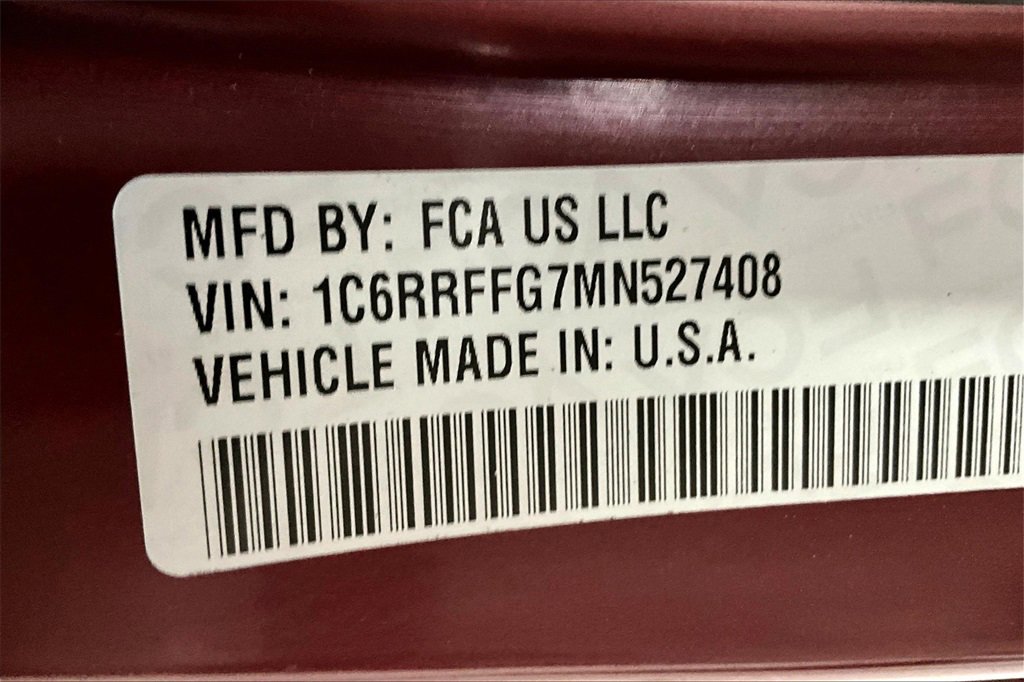 MFD BY: FCA US LLC
VIN: 1C6RRFFG7MN527408
VEHICLE MADE IN: U.S.A.